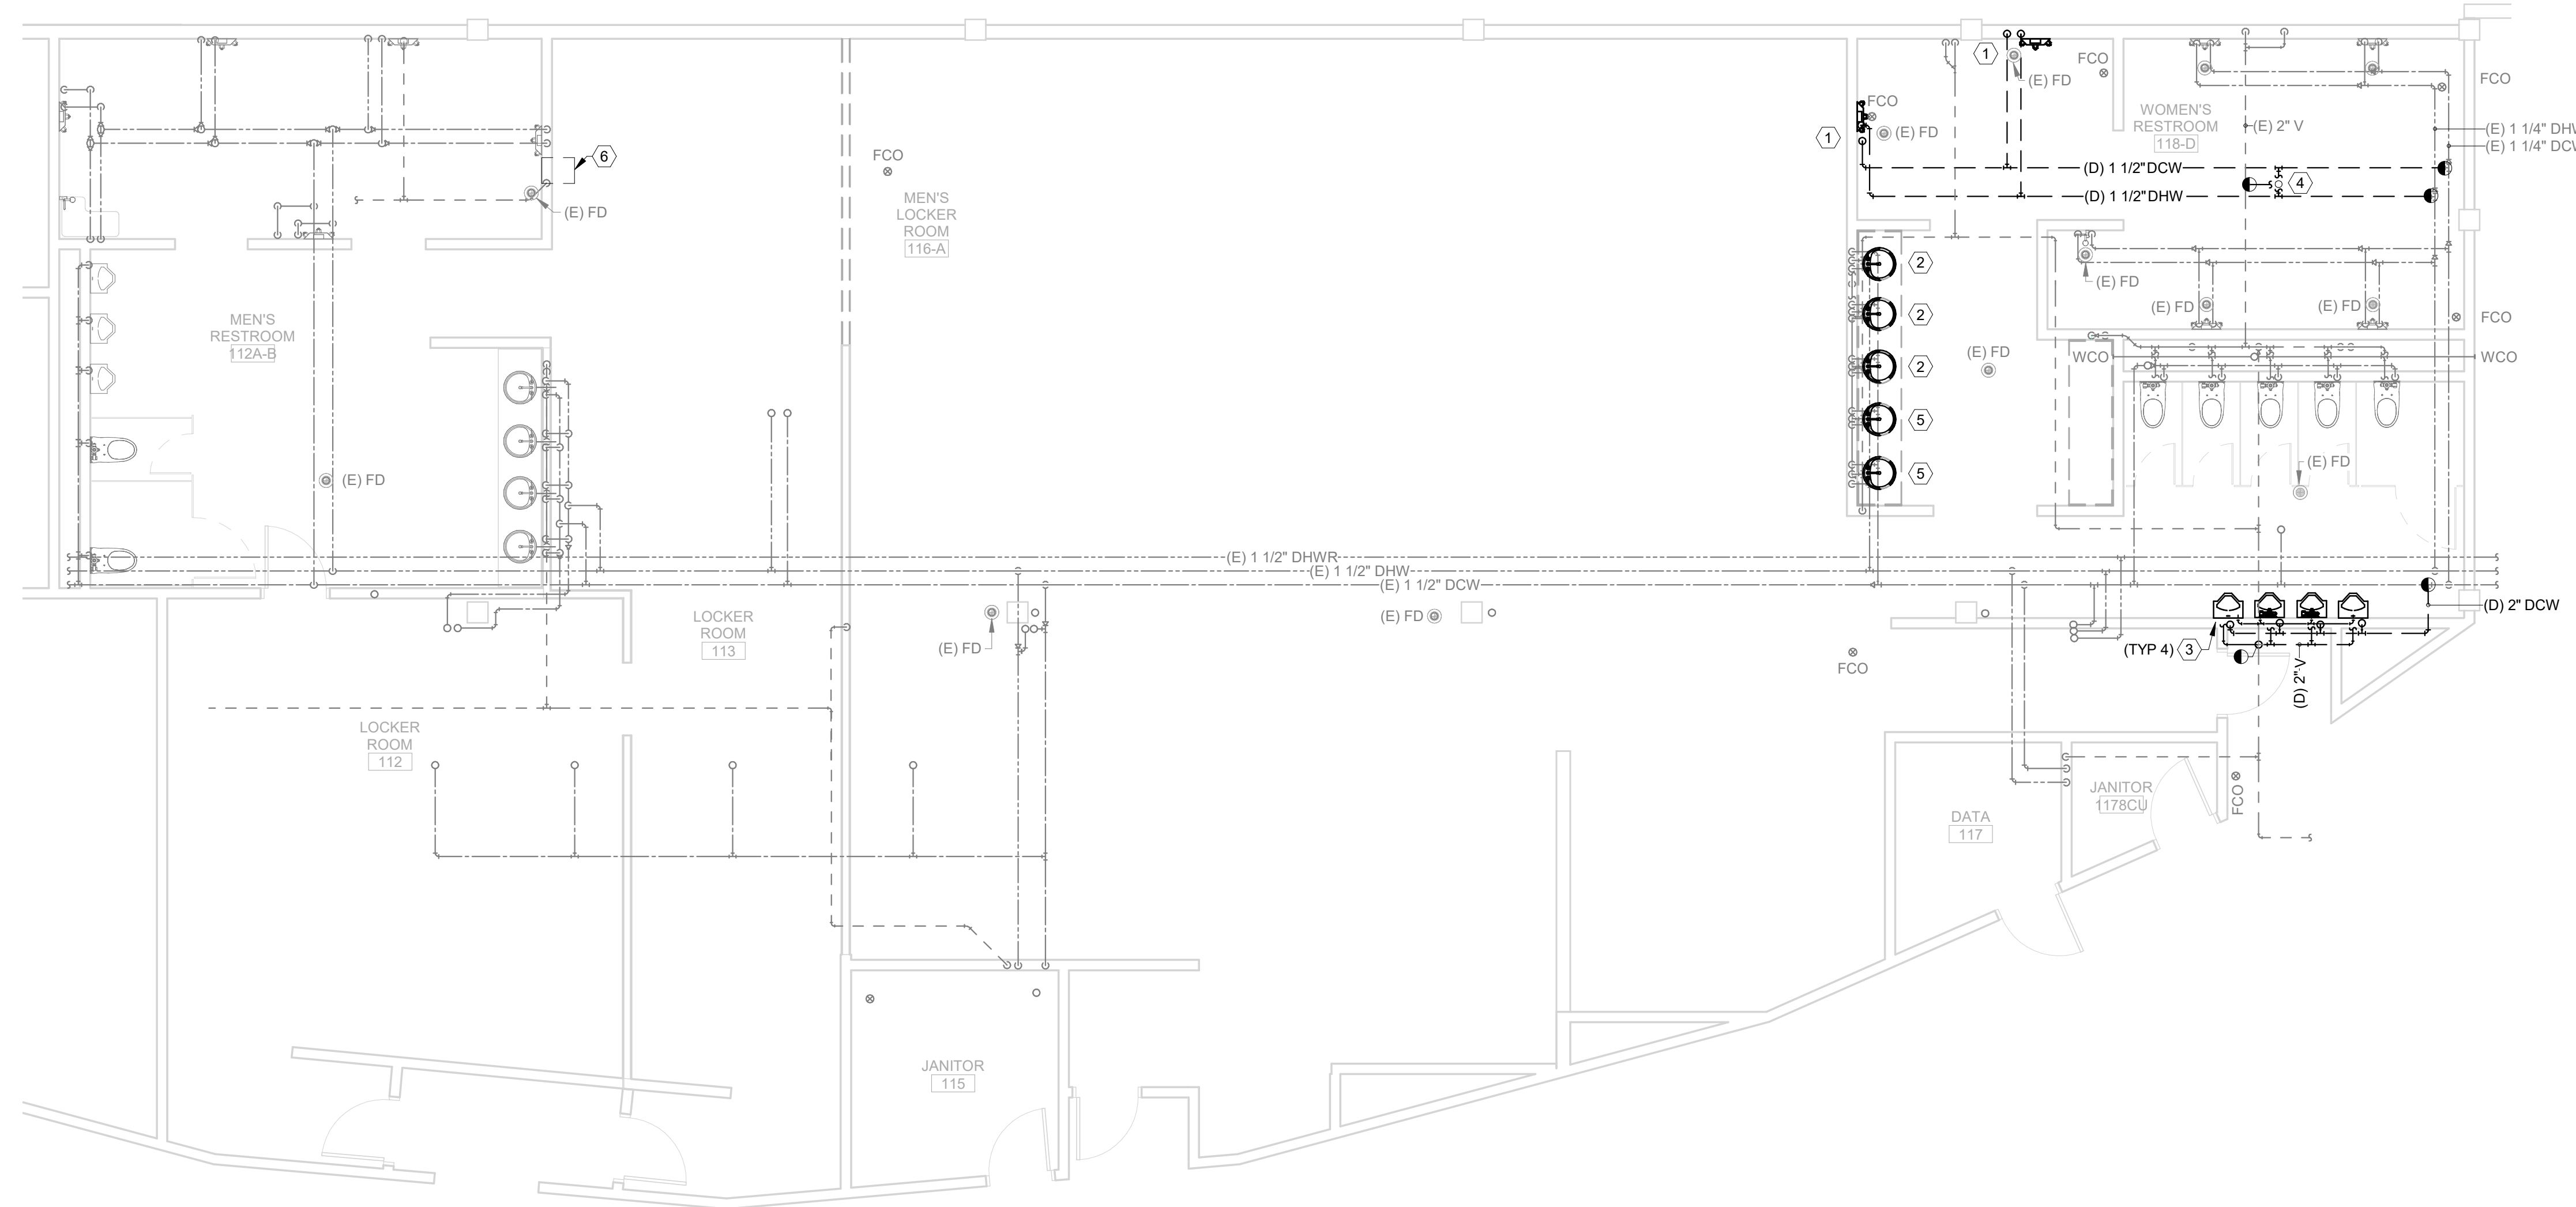 1
FCO
(E) FD
FCO
FCO
WOMEN'S
RESTROOM
118-D
(E) 2" V
(E) 1 1/4" DHW
(E) 1 1/4" DCW
1
(E) FD
6
FCO
(D) 1 1/2" DCW
4
(D) 1 1/2" DHW
MEN'S
LOCKER
ROOM
116-A
(E) FD
2
(E) FD
(E) FD
(E) FD
2
FCO
MEN'S
RESTROOM
112A-B
(E) FD
WCO
WCO
2
5
5
(E) FD
(E) FD
(E) 1 1/2" DHWR
(E) 1 1/2" DHW
(E) 1 1/2" DCW
(D) 2" DCW
LOCKER
ROOM
113
(E) FD
(E) FD
(TYP 4)
3
FCO
(D) 2" V
LOCKER
ROOM
112
JANITOR
1178CU
FCO
DATA
117
JANITOR
115